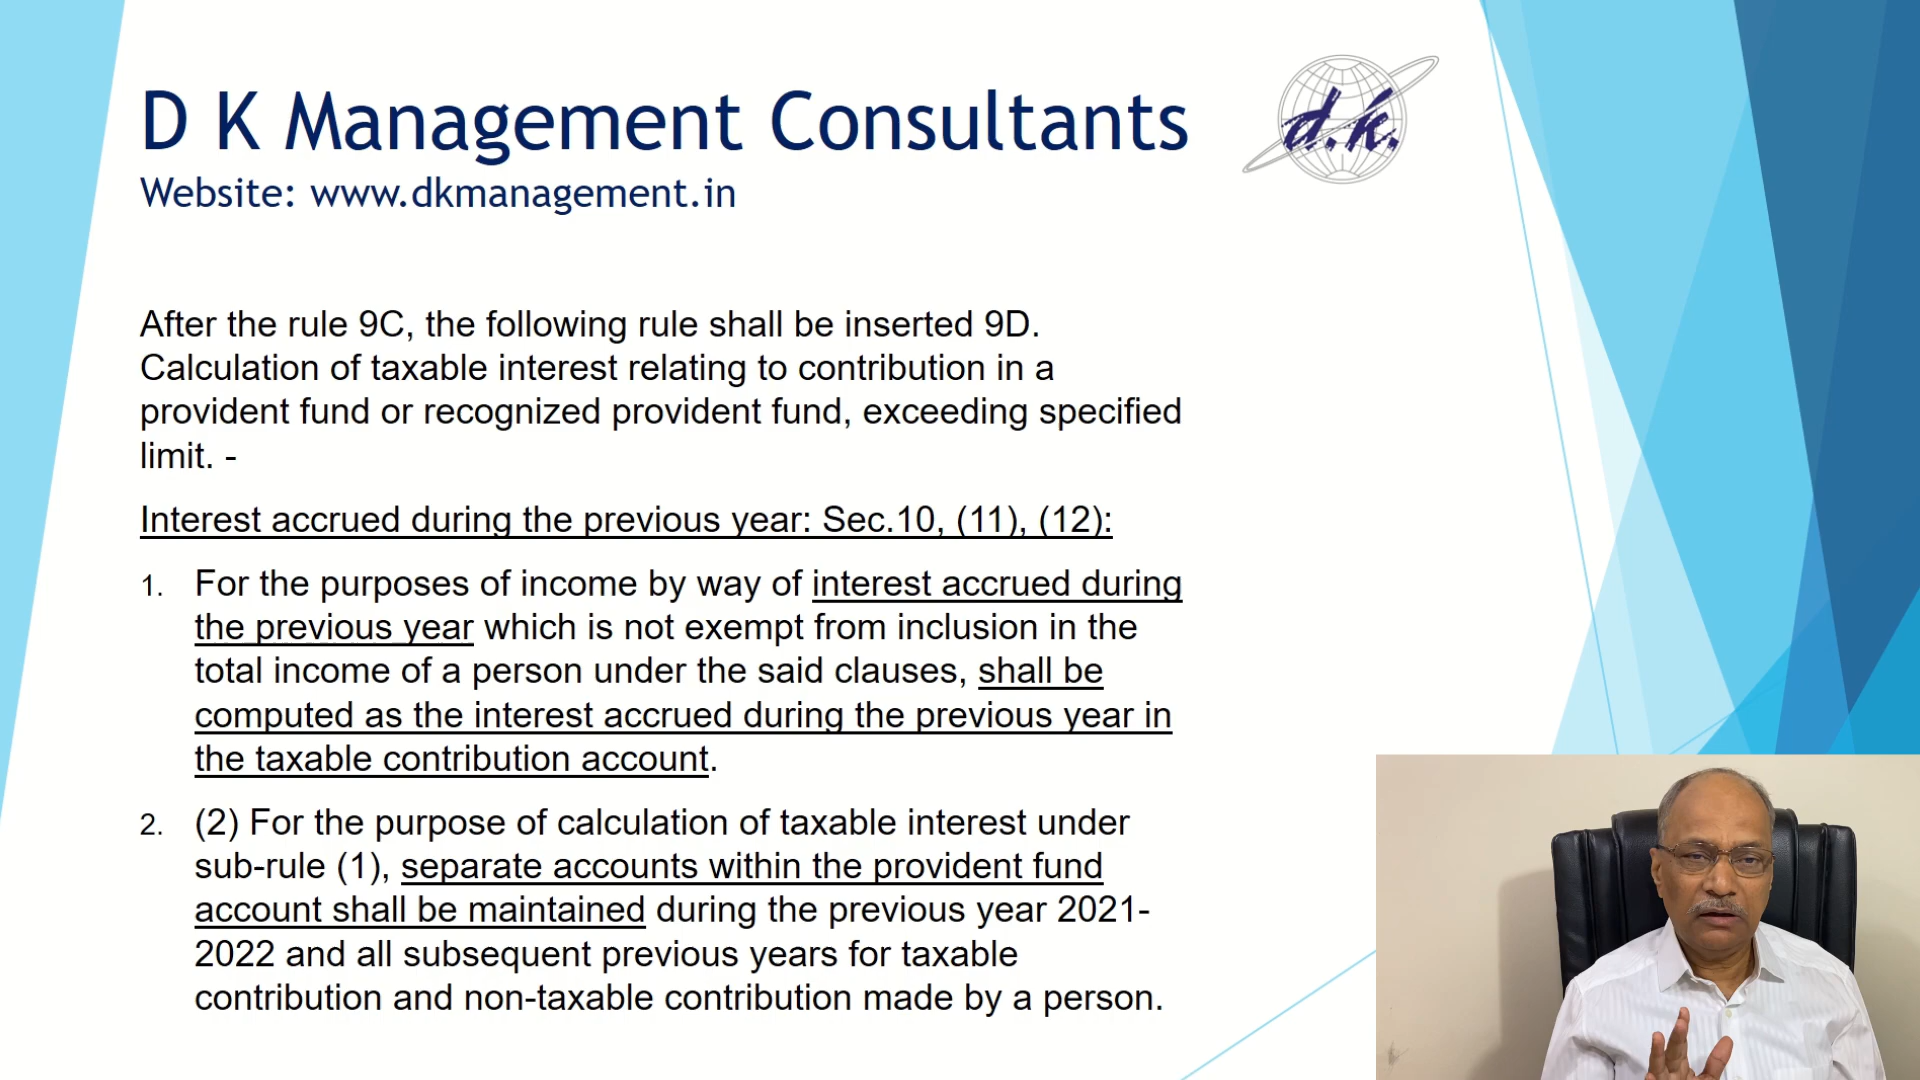 D K Management Consultants
d.k.
Website: www.dkmanagement.in
After the rule 9C, the following rule shall be inserted 9D.
Calculation of taxable interest relating to contribution in a
provident fund or recognized provident fund, exceeding specified
limit. -
Interest accrued during the previous year: Sec.10, (11), (12):
1. For the purposes of income by way of interest accrued during
the previous year which is not exempt from inclusion in the
total income of a person under the said clauses, shall be
computed as the interest accrued during the previous year in
the taxable contribution account.
2. (2) For the purpose of calculation of taxable interest under
sub-rule (1), separate accounts within the provident fund
account shall be maintained during the previous year 2021-
2022 and all subsequent previous years for taxable
contribution and non-taxable contribution made by a person.